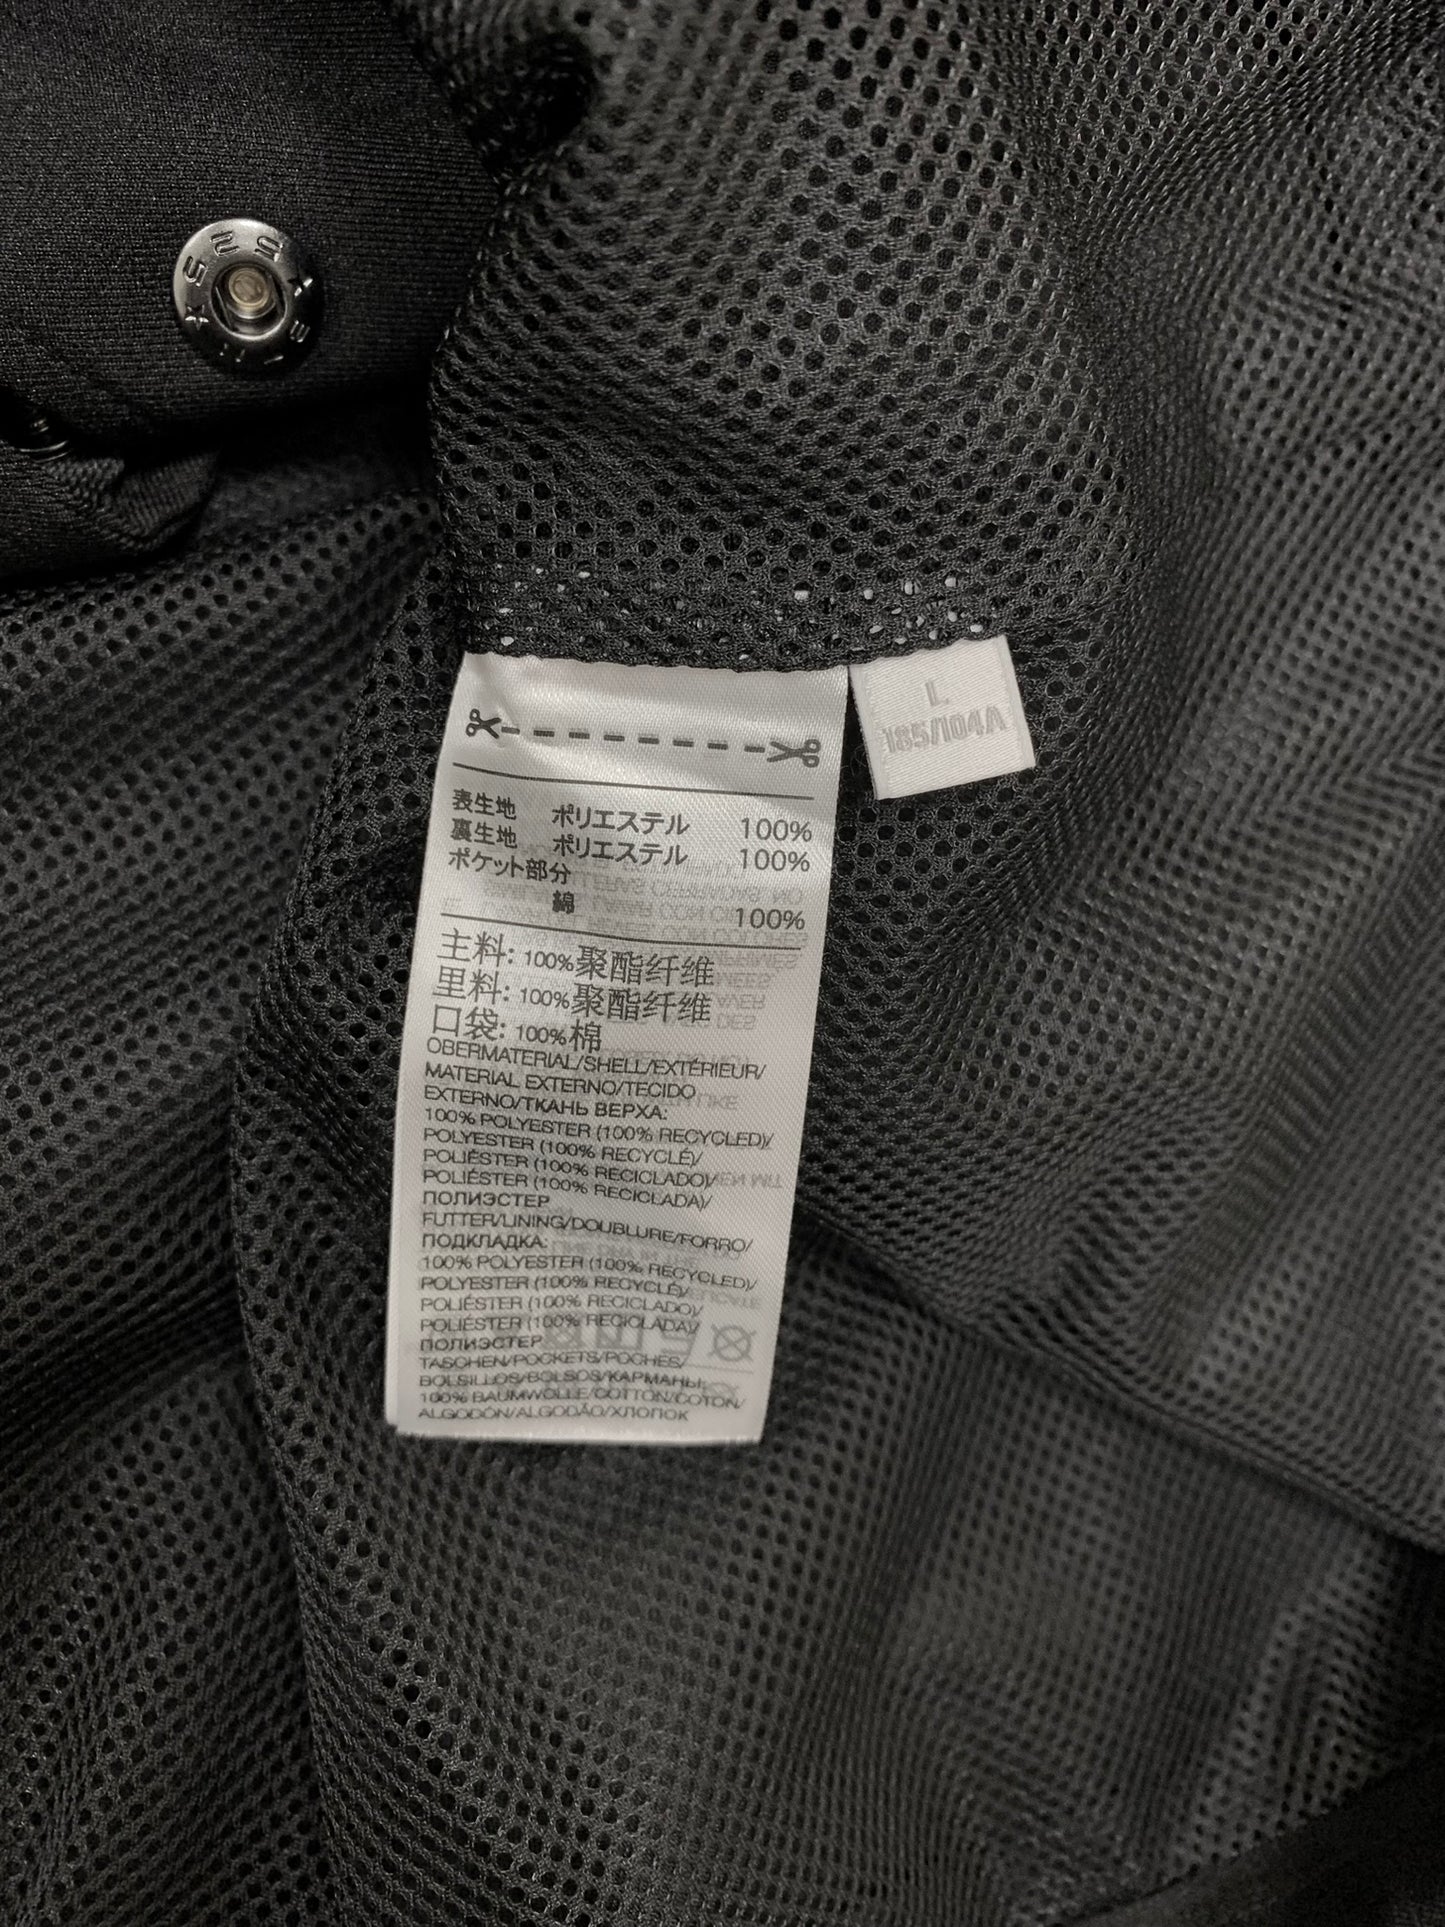 L
185/104A
表生地 ポリエステル 100%
裏生地 ポリエステル 100%
ポケット部分
綿 100%
主料: 100%聚酯纤维
里料: 100%聚酯纤维
口袋: 100%棉
OBERMATERIAL/SHELL/EXTÉRIEUR/
MATERIAL EXTERNO/TECIDO
EXTERNO/ТКАНЬ ВЕРХА:
100% POLYESTER (100% RECYCLED)/
POLYESTER (100% RECYCLÉ)/
POLIÉSTER (100% RECICLADO)/
POLIÉSTER (100% RECICLADA)/
ПОЛИЭСТЕР
FUTTER/LINING/DOUBLURE/FORRO/
ПОДКЛАДКА:
100% POLYESTER (100% RECYCLED)/
POLYESTER (100% RECYCLÉ)/
POLIÉSTER (100% RECICLADO)/
POLIÉSTER (100% RECICLADA)/
ПОЛИЭСТЕР
TASCHEN/POCKETS/POCHES/
BOLSILLOS/BOLSOS/КАРМАНЫ:
100% BAUMWOLLE/COTTON/COTON/
ALGODÓN/ALGODÃO/ХЛОПОК